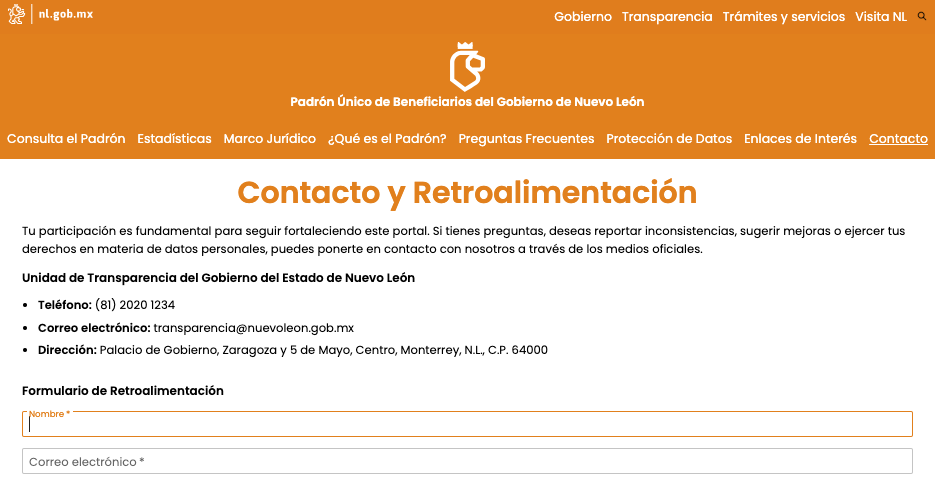 nl.gob.mx
Gobierno Transparencia Trámites y servicios Visita NL
Padrón Único de Beneficiarios del Gobierno de Nuevo León
Consulta el Padrón Estadísticas Marco Jurídico ¿Qué es el Padrón? Preguntas Frecuentes Protección de Datos Enlaces de Interés Contacto
Contacto y Retroalimentación
Tu participación es fundamental para seguir fortaleciendo este portal. Si tienes preguntas, deseas reportar inconsistencias, sugerir mejoras o ejercer tus
derechos en materia de datos personales, puedes ponerte en contacto con nosotros a través de los medios oficiales.
Unidad de Transparencia del Gobierno del Estado de Nuevo León
• Teléfono: (81) 2020 1234
• Correo electrónico: transparencia@nuevoleon.gob.mx
• Dirección: Palacio de Gobierno, Zaragoza y 5 de Mayo, Centro, Monterrey, N.L., C.P. 64000
Formulario de Retroalimentación
Nombre *
Correo electrónico *